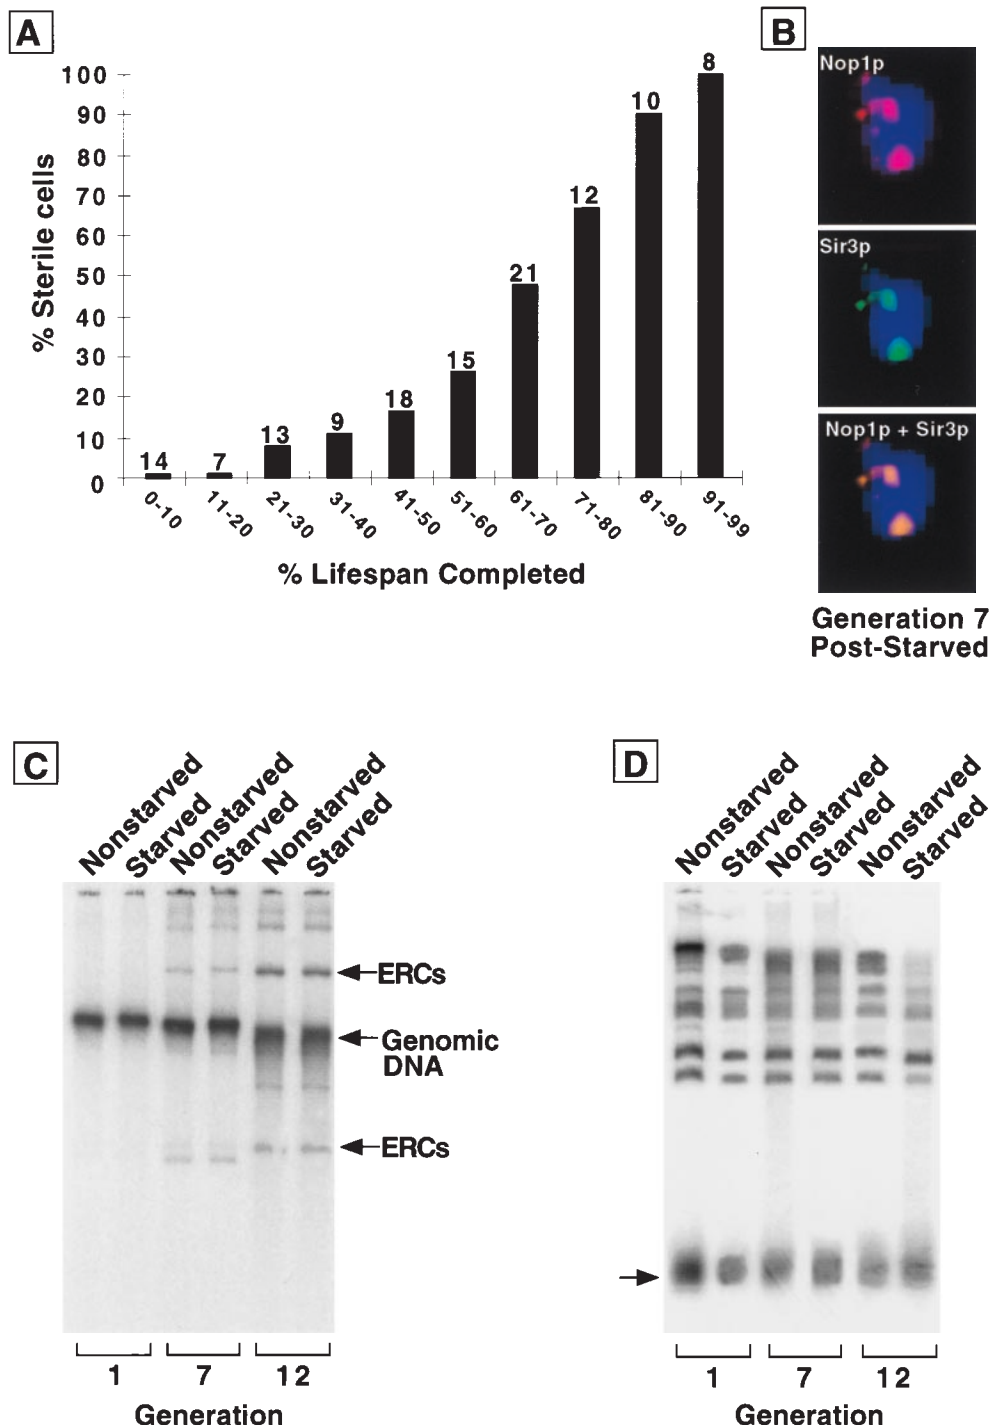 A
% Sterile cells
100
90
80
70
60
50
40
30
20
10
0
14
7
13
9
18
15
21
12
10
8
0-10
11-20
21-30
31-40
41-50
51-60
61-70
71-80
81-90
91-99
% Lifespan Completed
B
Nop1p
Sir3p
Nop1p + Sir3p
Generation 7
Post-Starved
C
Nonstarved
Starved
Nonstarved
Starved
Nonstarved
Starved
ERCs
Genomic
DNA
ERCs
1
7
12
Generation
D
Nonstarved
Starved
Nonstarved
Starved
Nonstarved
Starved
1
7
12
Generation